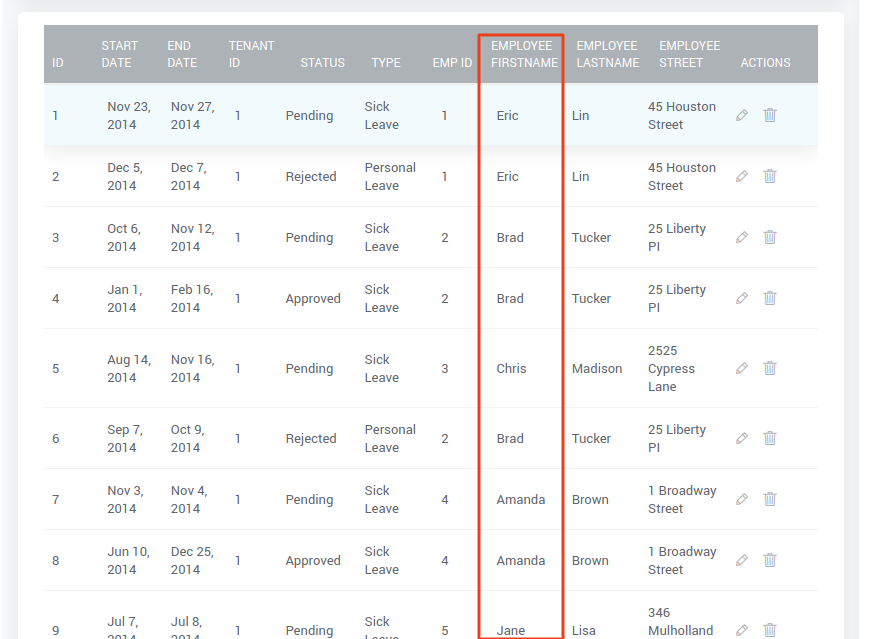 ID START DATE END DATE TENANT ID STATUS TYPE EMP ID EMPLOYEE FIRSTNAME EMPLOYEE LASTNAME EMPLOYEE STREET ACTIONS
1 Nov 23, 2014 Nov 27, 2014 1 Pending Sick Leave 1 Eric Lin 45 Houston Street
2 Dec 5, 2014 Dec 7, 2014 1 Rejected Personal Leave 1 Eric Lin 45 Houston Street
3 Oct 6, 2014 Nov 12, 2014 1 Pending Sick Leave 2 Brad Tucker 25 Liberty Pl
4 Jan 1, 2014 Feb 16, 2014 1 Approved Sick Leave 2 Brad Tucker 25 Liberty Pl
5 Aug 14, 2014 Nov 16, 2014 1 Pending Sick Leave 3 Chris Madison 2525 Cypress Lane
6 Sep 7, 2014 Oct 9, 2014 1 Rejected Personal Leave 2 Brad Tucker 25 Liberty Pl
7 Nov 3, 2014 Nov 4, 2014 1 Pending Sick Leave 4 Amanda Brown 1 Broadway Street
8 Jun 10, 2014 Dec 25, 2014 1 Approved Sick Leave 4 Amanda Brown 1 Broadway Street
9 Jul 7, 2014 Jul 8, 2014 1 Pending Sick Leave 5 Jane Lisa 346 Mulholland